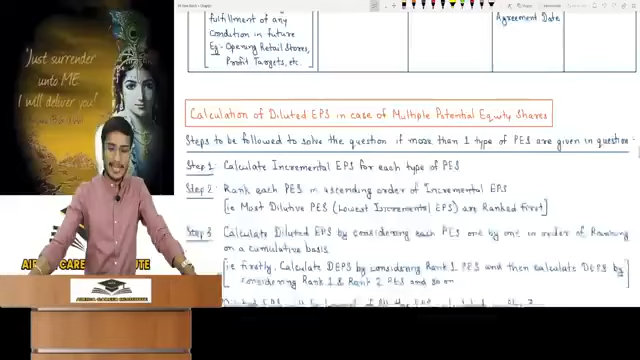 fulfillment of any
Condition in future
Eg- Opening Retail Stores,
Profit Targets, etc.
Agreement Date
"Just surrender
unto ME
I will deliver you"
Calculation of Diluted EPS in case of Multiple Potential Equity Shares
Steps to be followed to solve the question if more than 1 type of PES are given in question:-
Step 1: Calculate Incremental EPS for each type of PES
Step 2: Rank each PES in ascending order of Incremental EPS
[ie Most Dilutive PES (Lowest Incremental EPS) are Ranked First]
Step 3 Calculate Diluted EPS by considering each PES one by one in order of Ranking
on a cumulative basis
[ie firstly, Calculate DEPS by considering Rank 1 PES and then calculate DEPS by
considering Rank 1 & Rank 2 PES and so on